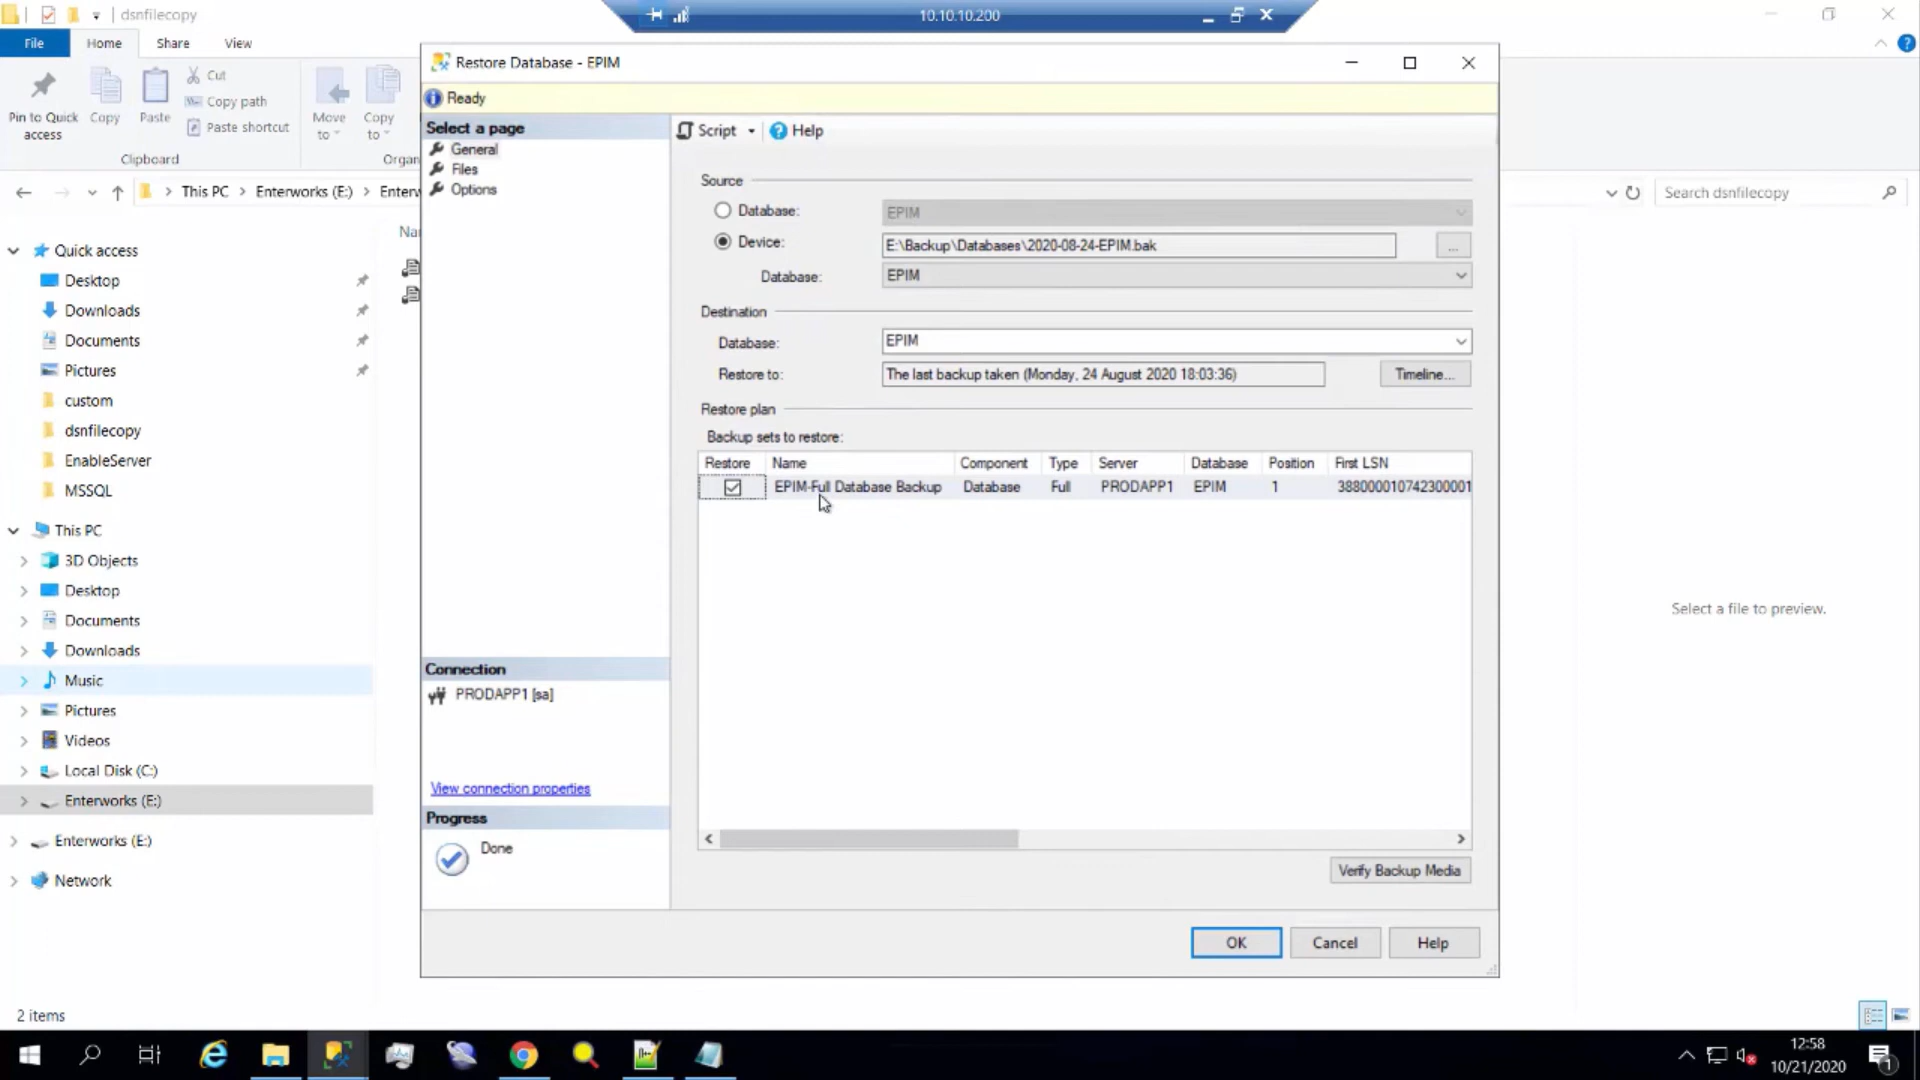 dsnfilecopy
10.10.10.200
File
Home
Share
View
Pin to Quick access
Copy
Paste
Cut
Copy path
Paste shortcut
Move to
Copy to
Clipboard
Organ
This PC
Enterworks (E:)
Enterw
Search dsnfilecopy
Quick access
Desktop
Downloads
Documents
Pictures
custom
dsnfilecopy
EnableServer
MSSQL
This PC
3D Objects
Desktop
Documents
Downloads
Music
Pictures
Videos
Local Disk (C:)
Enterworks (E:)
Enterworks (E:)
Network
2 items
Na
Restore Database - EPIM
Ready
Select a page
General
Files
Options
Connection
PRODAPP1 [sa]
View connection properties
Progress
Done
Script
Help
Source
Database:
EPIM
Device:
E:\Backup\Databases\2020-08-24-EPIM.bak
...
Database:
EPIM
Destination
Database:
EPIM
Restore to:
The last backup taken (Monday, 24 August 2020 18:03:36)
Timeline...
Restore plan
Backup sets to restore:
Restore Name Component Type Server Database Position First LSN
EPIM-Full Database Backup Database Full PRODAPP1 EPIM 1 388000010742300001
Verify Backup Media
OK
Cancel
Help
Select a file to preview.
12:58
10/21/2020
1